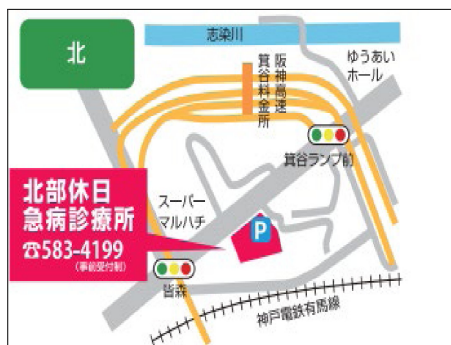 北
志染川
ゆうあい
ホール
阪神高速
箕谷料金所
箕谷ランプ前
北部休日
急病診療所
☎583-4199
(事前受付制)
スーパー
マルハチ
P
皆森
神戸電鉄有馬線